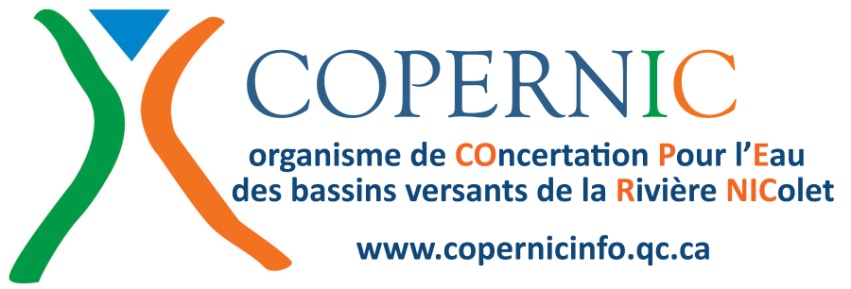 COPERNIC
organisme de COncertation Pour l’Eau
des bassins versants de la Rivière NIColet
www.copernicinfo.qc.ca